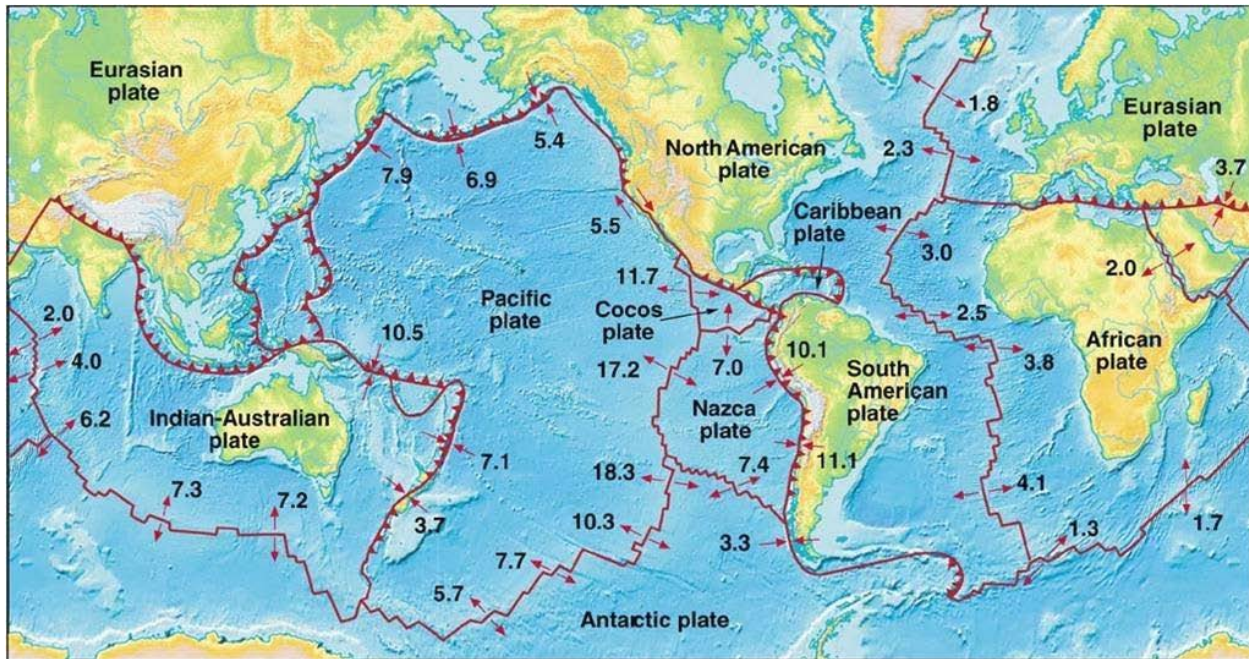 Eurasian
plate
1.8
Eurasian
plate
5.4
North American
plate
2.3
7.9
6.9
3.7
Caribbean
plate
5.5
3.0
2.0
11.7
Pacific
plate
Cocos
plate
2.0
2.5
10.5
4.0
17.2
7.0
10.1
South
American
plate
3.8
African
plate
Indian-Australian
plate
6.2
Nazca
plate
7.1
7.4
11.1
18.3
7.3
7.2
4.1
3.7
10.3
3.3
1.3
1.7
7.7
5.7
Antarctic plate